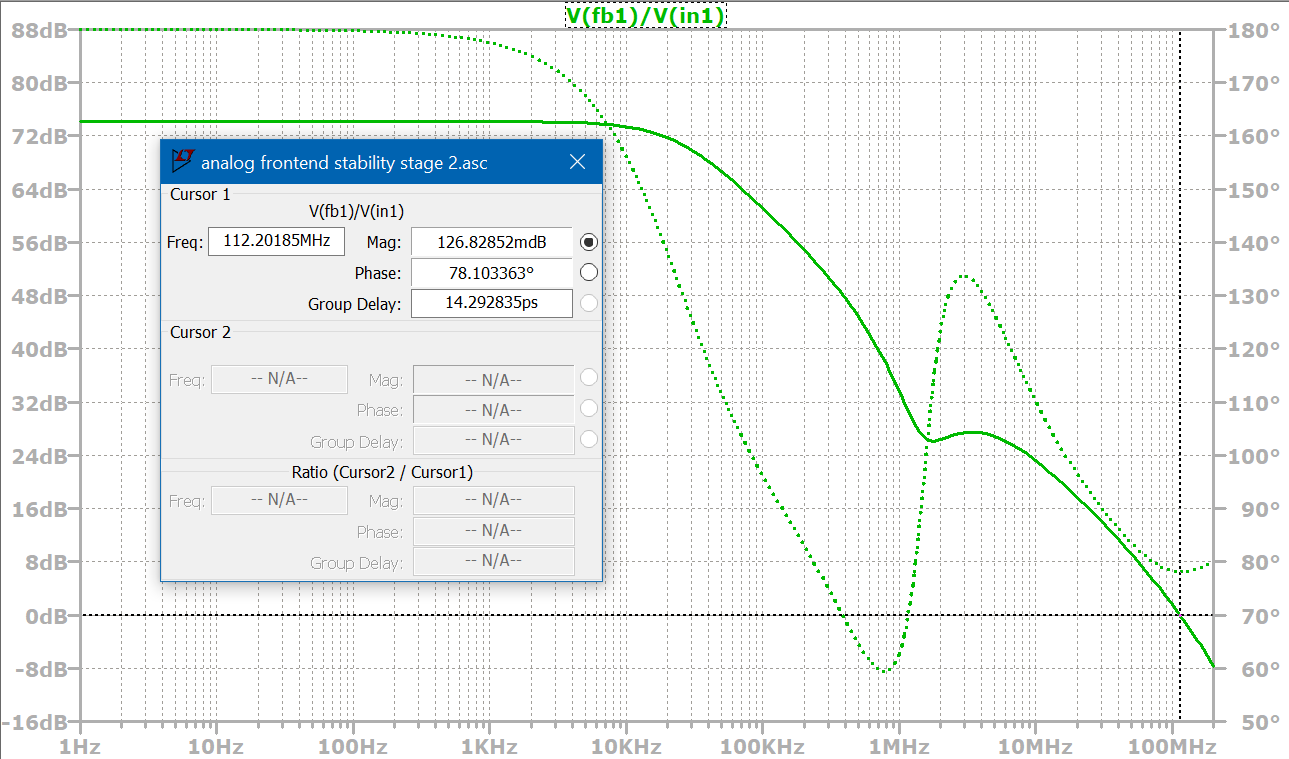 V(fb1)/V(in1)
88dB
80dB
72dB
64dB
56dB
48dB
40dB
32dB
24dB
16dB
8dB
0dB
-8dB
-16dB
180°
170°
160°
150°
140°
130°
120°
110°
100°
90°
80°
70°
60°
50°
analog frontend stability stage 2.asc
Cursor 1
V(fb1)/V(in1)
Freq: 112.20185MHz Mag: 126.82852mdB
Phase: 78.103363°
Group Delay: 14.292835ps
Cursor 2
Freq: -- N/A-- Mag: -- N/A--
Phase: -- N/A--
Group Delay: -- N/A--
Ratio (Cursor2 / Cursor1)
Freq: -- N/A-- Mag: -- N/A--
Phase: -- N/A--
Group Delay: -- N/A--
1Hz 10Hz 100Hz 1KHz 10KHz 100KHz 1MHz 10MHz 100MHz